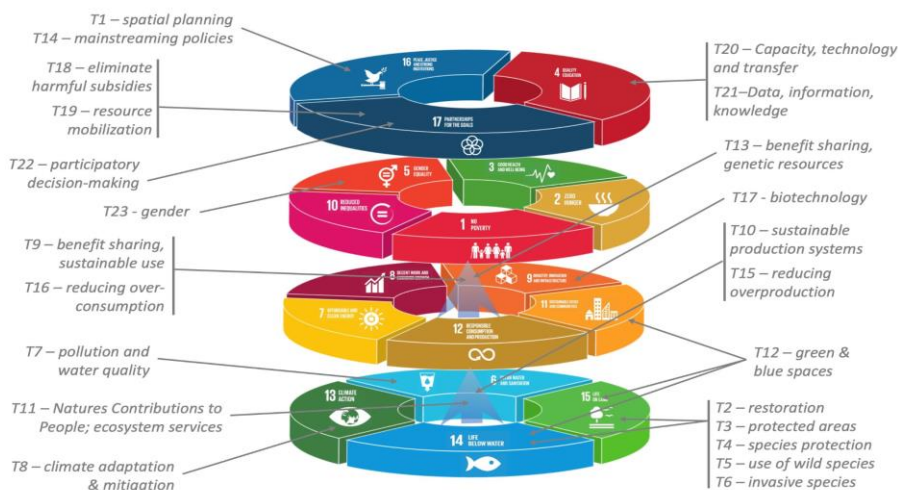 T1 – spatial planning
T14 – mainstreaming policies
T18 – eliminate
harmful subsidies
T19 – resource
mobilization
T22 – participatory
decision-making
T23 - gender
T9 – benefit sharing,
sustainable use
T16 – reducing over-
consumption
T7 – pollution and
water quality
T11 – Natures Contributions to
People; ecosystem services
T8 – climate adaptation
& mitigation
16 PEACE, JUSTICE
AND STRONG
INSTITUTIONS
4 QUALITY
EDUCATION
17 PARTNERSHIPS
FOR THE GOALS
5 GENDER
EQUALITY
3 GOOD HEALTH
AND WELL-BEING
10 REDUCED
INEQUALITIES
2 ZERO
HUNGER
1 NO
POVERTY
8 DECENT WORK AND
9 INDUSTRY, INNOVATION
AND INFRASTRUCTURE
7 AFFORDABLE AND
CLEAN ENERGY
11 SUSTAINABLE CITIES
AND COMMUNITIES
12 RESPONSIBLE
CONSUMPTION
AND PRODUCTION
13 CLIMATE
ACTION
6 CLEAN WATER
AND SANITATION
15 LIFE
ON LAND
14 LIFE
BELOW WATER
T20 – Capacity, technology
and transfer
T21–Data, information,
knowledge
T13 – benefit sharing,
genetic resources
T17 - biotechnology
T10 – sustainable
production systems
T15 – reducing
overproduction
T12 – green &
blue spaces
T2 – restoration
T3 – protected areas
T4 – species protection
T5 – use of wild species
T6 – invasive species